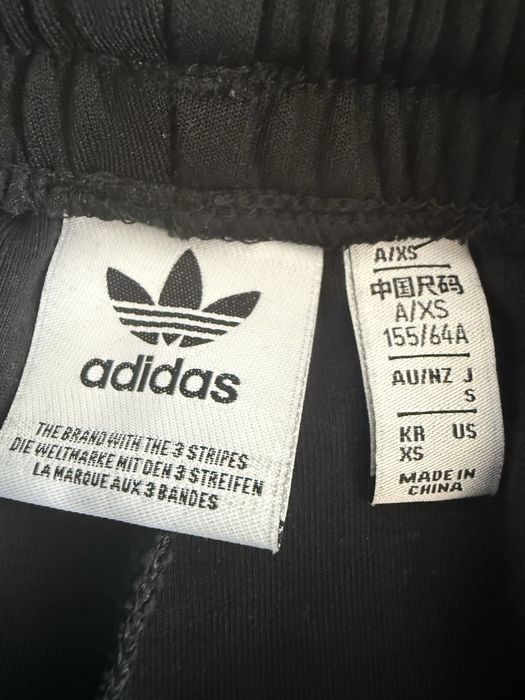 adidas
THE BRAND WITH THE 3 STRIPES
DIE WELTMARKE MIT DEN 3 STREIFEN
LA MARQUE AUX 3 BANDES
A/XS
中国尺码
A/XS
155/64A
AU/NZ J
S
KR US
XS
MADE IN
CHINA